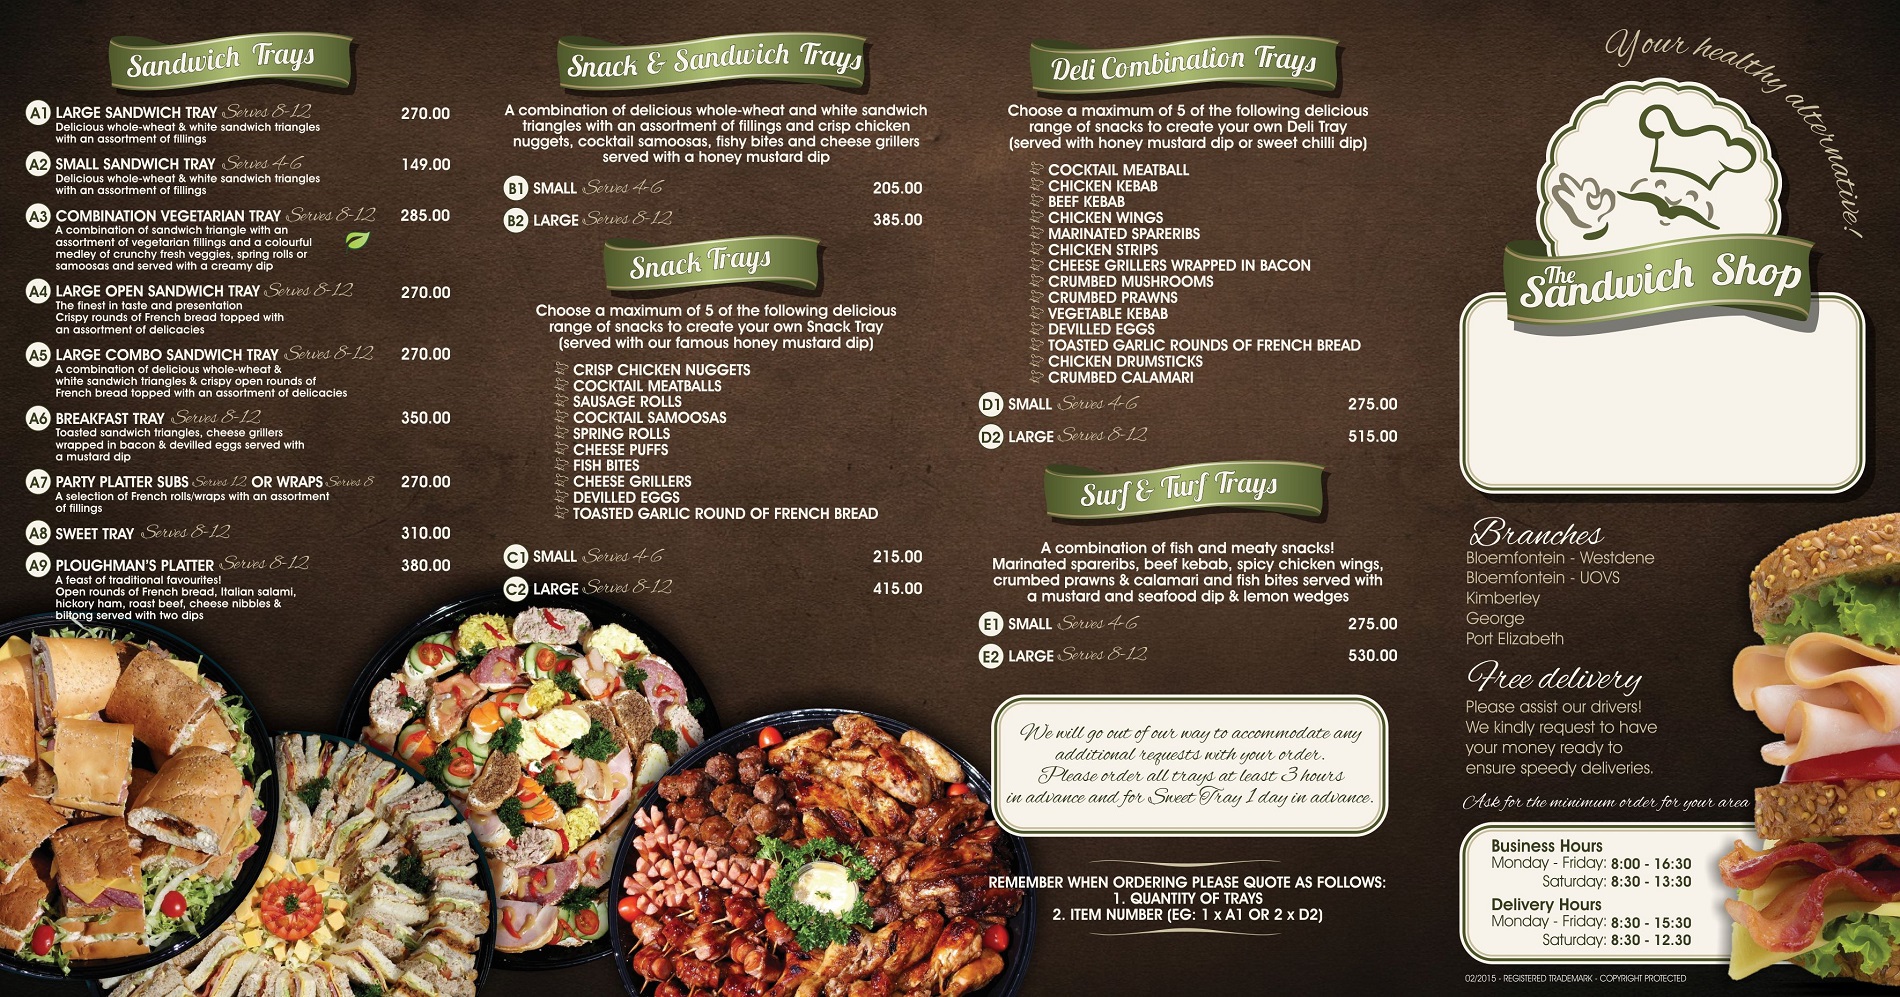 Sandwich Trays
A1 LARGE SANDWICH TRAY Serves 8-12 270.00
Delicious whole-wheat & white sandwich triangles
with an assortment of fillings
A2 SMALL SANDWICH TRAY Serves 4-6 149.00
Delicious whole-wheat & white sandwich triangles
with an assortment of fillings
A3 COMBINATION VEGETARIAN TRAY Serves 8-12 285.00
A combination of sandwich triangle with an
assortment of vegetarian fillings and a colourful
medley of crunchy fresh veggies, spring rolls or
samoosas and served with a creamy dip
A4 LARGE OPEN SANDWICH TRAY Serves 8-12 270.00
The finest in taste and presentation
Crispy rounds of French bread topped with
an assortment of delicacies
A5 LARGE COMBO SANDWICH TRAY Serves 8-12 270.00
A combination of delicious whole-wheat &
white sandwich triangles & crispy open rounds of
French bread topped with an assortment of delicacies
A6 BREAKFAST TRAY Serves 8-12 350.00
Toasted sandwich triangles, cheese grillers
wrapped in bacon & devilled eggs served with
a mustard dip
A7 PARTY PLATTER SUBS Serves 12 OR WRAPS Serves 8 270.00
A selection of French rolls/wraps with an assortment
of fillings
A8 SWEET TRAY Serves 8-12 310.00
A9 PLOUGHMAN'S PLATTER Serves 8-12 380.00
A feast of traditional favourites!
Open rounds of French bread, Italian salami,
hickory ham, roast beef, cheese nibbles &
biltong served with two dips
Snack & Sandwich Trays
A combination of delicious whole-wheat and white sandwich
triangles with an assortment of fillings and crisp chicken
nuggets, cocktail samoosas, fishy bites and cheese grillers
served with a honey mustard dip
B1 SMALL Serves 4-6 205.00
B2 LARGE Serves 8-12 385.00
Snack Trays
Choose a maximum of 5 of the following delicious
range of snacks to create your own Snack Tray
(served with our famous honey mustard dip)
CRISP CHICKEN NUGGETS
COCKTAIL MEATBALLS
SAUSAGE ROLLS
COCKTAIL SAMOOSAS
SPRING ROLLS
CHEESE PUFFS
FISH BITES
CHEESE GRILLERS
DEVILLED EGGS
TOASTED GARLIC ROUND OF FRENCH BREAD
C1 SMALL Serves 4-6 215.00
C2 LARGE Serves 8-12 415.00
Deli Combination Trays
Choose a maximum of 5 of the following delicious
range of snacks to create your own Deli Tray
(served with honey mustard dip or sweet chilli dip)
COCKTAIL MEATBALL
CHICKEN KEBAB
BEEF KEBAB
CHICKEN WINGS
MARINATED SPARERIBS
CHICKEN STRIPS
CHEESE GRILLERS WRAPPED IN BACON
CRUMBED MUSHROOMS
CRUMBED PRAWNS
VEGETABLE KEBAB
DEVILLED EGGS
TOASTED GARLIC ROUNDS OF FRENCH BREAD
CHICKEN DRUMSTICKS
CRUMBED CALAMARI
D1 SMALL Serves 4-6 275.00
D2 LARGE Serves 8-12 515.00
Surf & Turf Trays
A combination of fish and meaty snacks!
Marinated spareribs, beef kebab, spicy chicken wings,
crumbed prawns & calamari and fish bites served with
a mustard and seafood dip & lemon wedges
E1 SMALL Serves 4-6 275.00
E2 LARGE Serves 8-12 530.00
We will go out of our way to accommodate any
additional requests with your order.
Please order all trays at least 3 hours
in advance and for Sweet Tray 1 day in advance.
REMEMBER WHEN ORDERING PLEASE QUOTE AS FOLLOWS:
1. QUANTITY OF TRAYS
2. ITEM NUMBER (EG: 1 x A1 OR 2 x D2)
Your healthy alternative!
The Sandwich Shop
Branches
Bloemfontein - Westdene
Bloemfontein - UOVS
Kimberley
George
Port Elizabeth
Free delivery
Please assist our drivers!
We kindly request to have
your money ready to
ensure speedy deliveries.
Ask for the minimum order for your area
Business Hours
Monday - Friday: 8:00 - 16:30
Saturday: 8:30 - 13:30
Delivery Hours
Monday - Friday: 8:30 - 15:30
Saturday: 8:30 - 12.30
02/2015 - REGISTERED TRADEMARK - COPYRIGHT PROTECTED